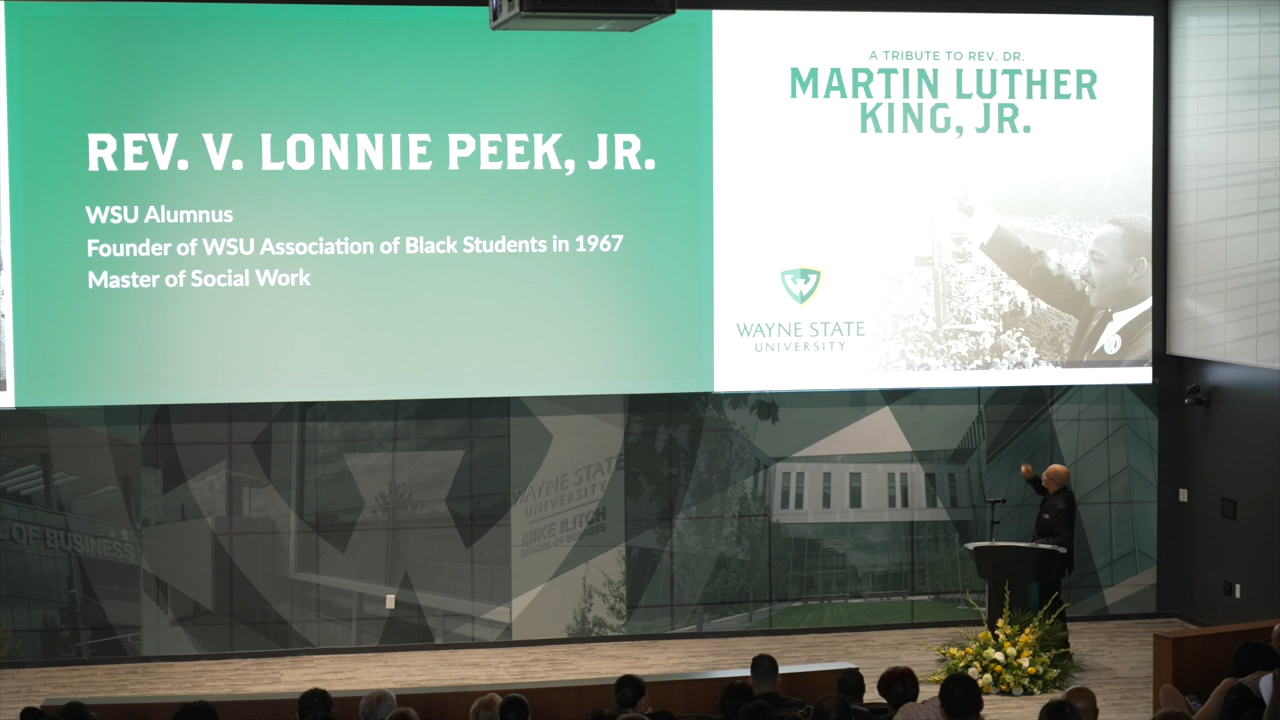 REV. V. LONNIE PEEK, JR.
WSU Alumnus
Founder of WSU Association of Black Students in 1967
Master of Social Work
A TRIBUTE TO REV. DR.
MARTIN LUTHER
KING, JR.
W
WAYNE STATE
UNIVERSITY
WAYNE STATE
UNIVERSITY
MIKE ILITCH
SCHOOL OF BUSINESS
OF BUSINESS